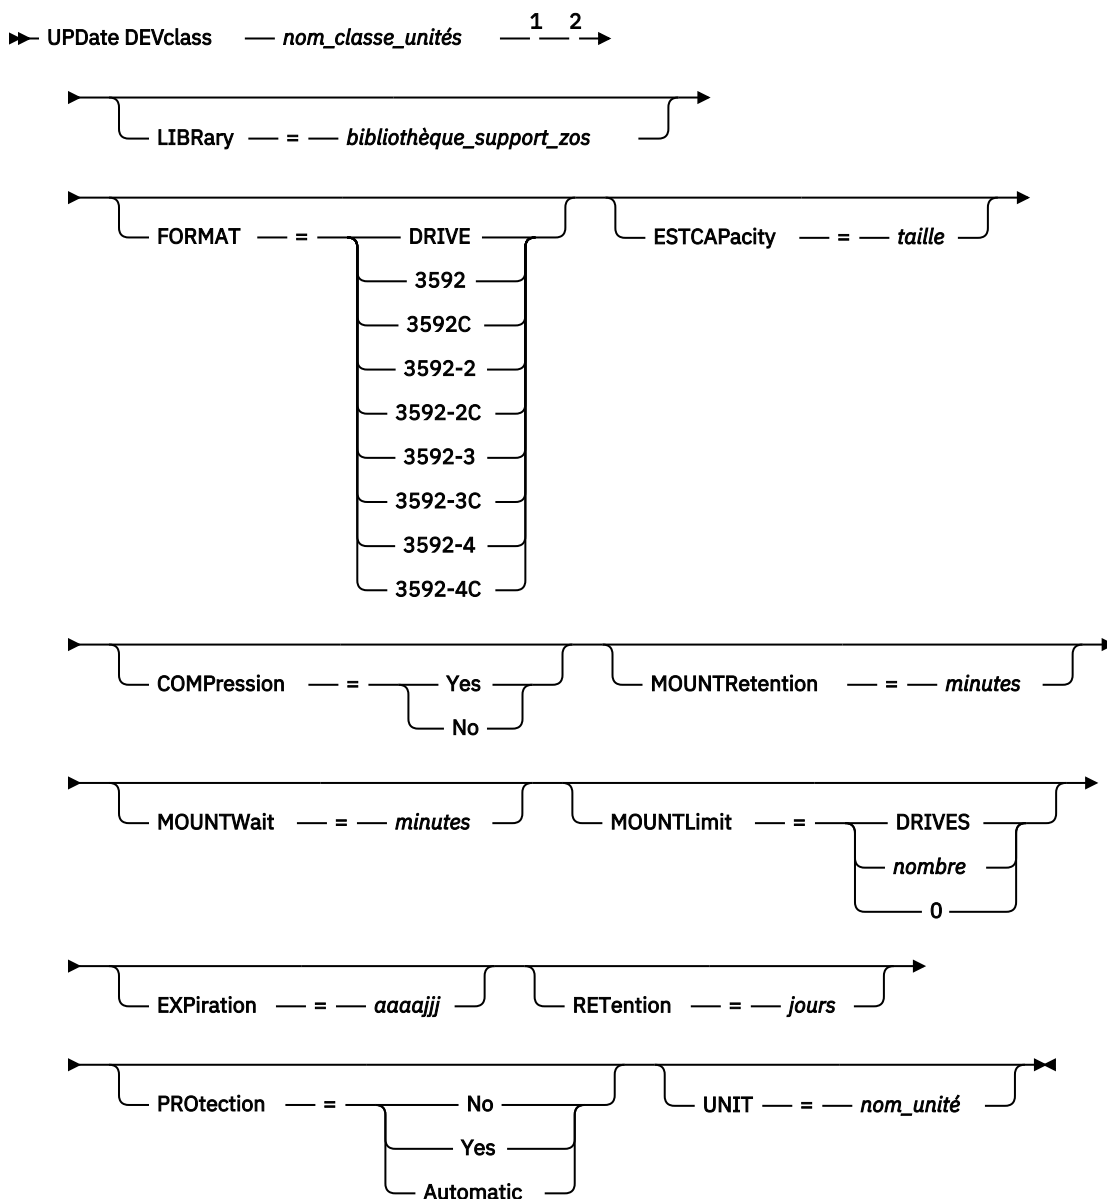 1 2
UPDate DEVclass nom_classe_unités
LIBRary = bibliothèque_support_zos
FORMAT = DRIVE ESTCAPacity = taille
3592
3592C
3592-2
3592-2C
3592-3
3592-3C
3592-4
3592-4C
COMPression = Yes MOUNTRetention = minutes
No
MOUNTWait = minutes MOUNTLimit = DRIVES
nombre
0
EXPiration = aaaajjj RETention = jours
PROtection = No UNIT = nom_unité
Yes
Automatic